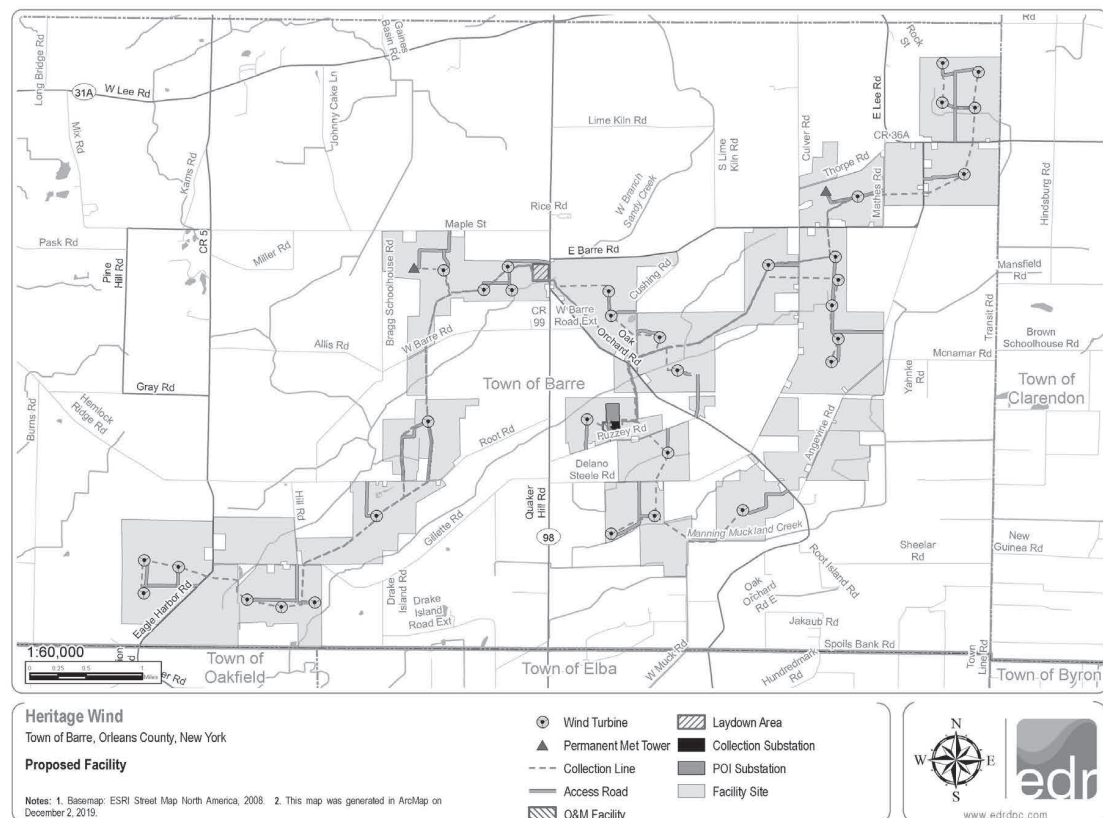 Rd
Long Bridge Rd
Gaines
Basin Rd
Rock
St
31A
W Lee Rd
Johnny Cake Ln
E Lee Rd
Mix Rd
Lime Kiln Rd
Culver Rd
CR 36A
Kams Rd
S Lime
Kiln Rd
Thorpe Rd
Mathes Rd
Hindsburg Rd
W Branch
Sandy Creek
Rice Rd
Maple St
Pask Rd
CR 5
Miller Rd
E Barre Rd
Pine
Hill Rd
Bragg Schoolhouse Rd
Cushing Rd
Mansfield
Rd
CR
99
W Barre
Road Ext
Transit Rd
Oak
Orchard Rd
W Barre Rd
Allis Rd
Brown
Schoolhouse Rd
Mcnamar Rd
Yahnke
Rd
Town of Barre
Town of
Clarendon
Gray Rd
Burns Rd
Hemlock
Ridge Rd
Root Rd
Ruzzey Rd
Angevine Rd
Delano
Steele Rd
Hill Rd
Quaker
Hill Rd
Gillette Rd
98
Manning Muckland Creek
Sheelar
Rd
New
Guinea Rd
Root Island Rd
Eagle Harbor Rd
Drake
Island Rd
Drake
Island
Road Ext
Oak
Orchard
Rd E
Jakaub Rd
Spoils Bank Rd
1:60,000
0 0.25 0.5 1
Miles
er Rd
Town of
Oakfield
Town of Elba
W Muck Rd
Hundredmark
Rd
Town
Line Rd
Town of Byron
Heritage Wind
Town of Barre, Orleans County, New York
Proposed Facility
Notes: 1. Basemap: ESRI Street Map North America, 2008. 2. This map was generated in ArcMap on
December 2, 2019.
Wind Turbine
Permanent Met Tower
Collection Line
Access Road
O&M Facility
Laydown Area
Collection Substation
POI Substation
Facility Site
N
W E
S
edr
www.edrdpc.com